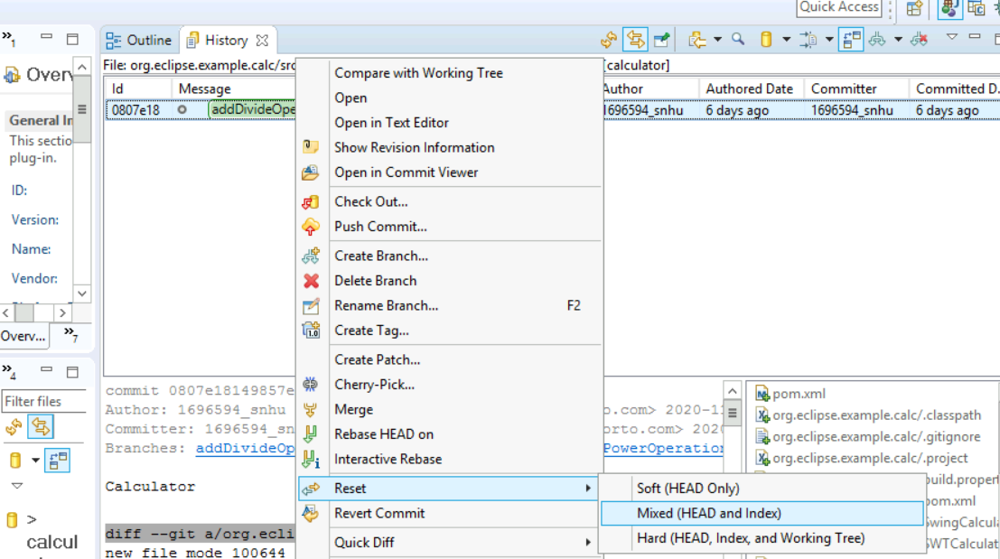 Quick Access
»1
Outline
History
Overv
File: org.eclipse.example.calc/src
[calculator]
Id Message
Author Authored Date Committer Committed D.
0807e18 addDivideOpe
1696594_snhu 6 days ago 1696594_snhu 6 days ago
General In
This sectio
plug-in.
ID:
Version:
Name:
Vendor:
Overv...
»7
»4
Filter files
>
calcul
Compare with Working Tree
Open
Open in Text Editor
Show Revision Information
Open in Commit Viewer
Check Out...
Push Commit...
Create Branch...
Delete Branch
Rename Branch... F2
Create Tag...
Create Patch...
Cherry-Pick...
Merge
Rebase HEAD on
Interactive Rebase
Reset
Revert Commit
Quick Diff
Soft (HEAD Only)
Mixed (HEAD and Index)
Hard (HEAD, Index, and Working Tree)
commit 0807e18149857e
Author: 1696594_snhu
o.com> 2020-1
Committer: 1696594_sn
orto.com> 202
Branches: addDivideOp
PowerOperation
Calculator
diff --git a/org.ecli
new file mode 100644
pom.xml
org.eclipse.example.calc/.classpath
org.eclipse.example.calc/.gitignore
org.eclipse.example.calc/.project
build.propert
pom.xml
SwingCalcula
SWTCalculat